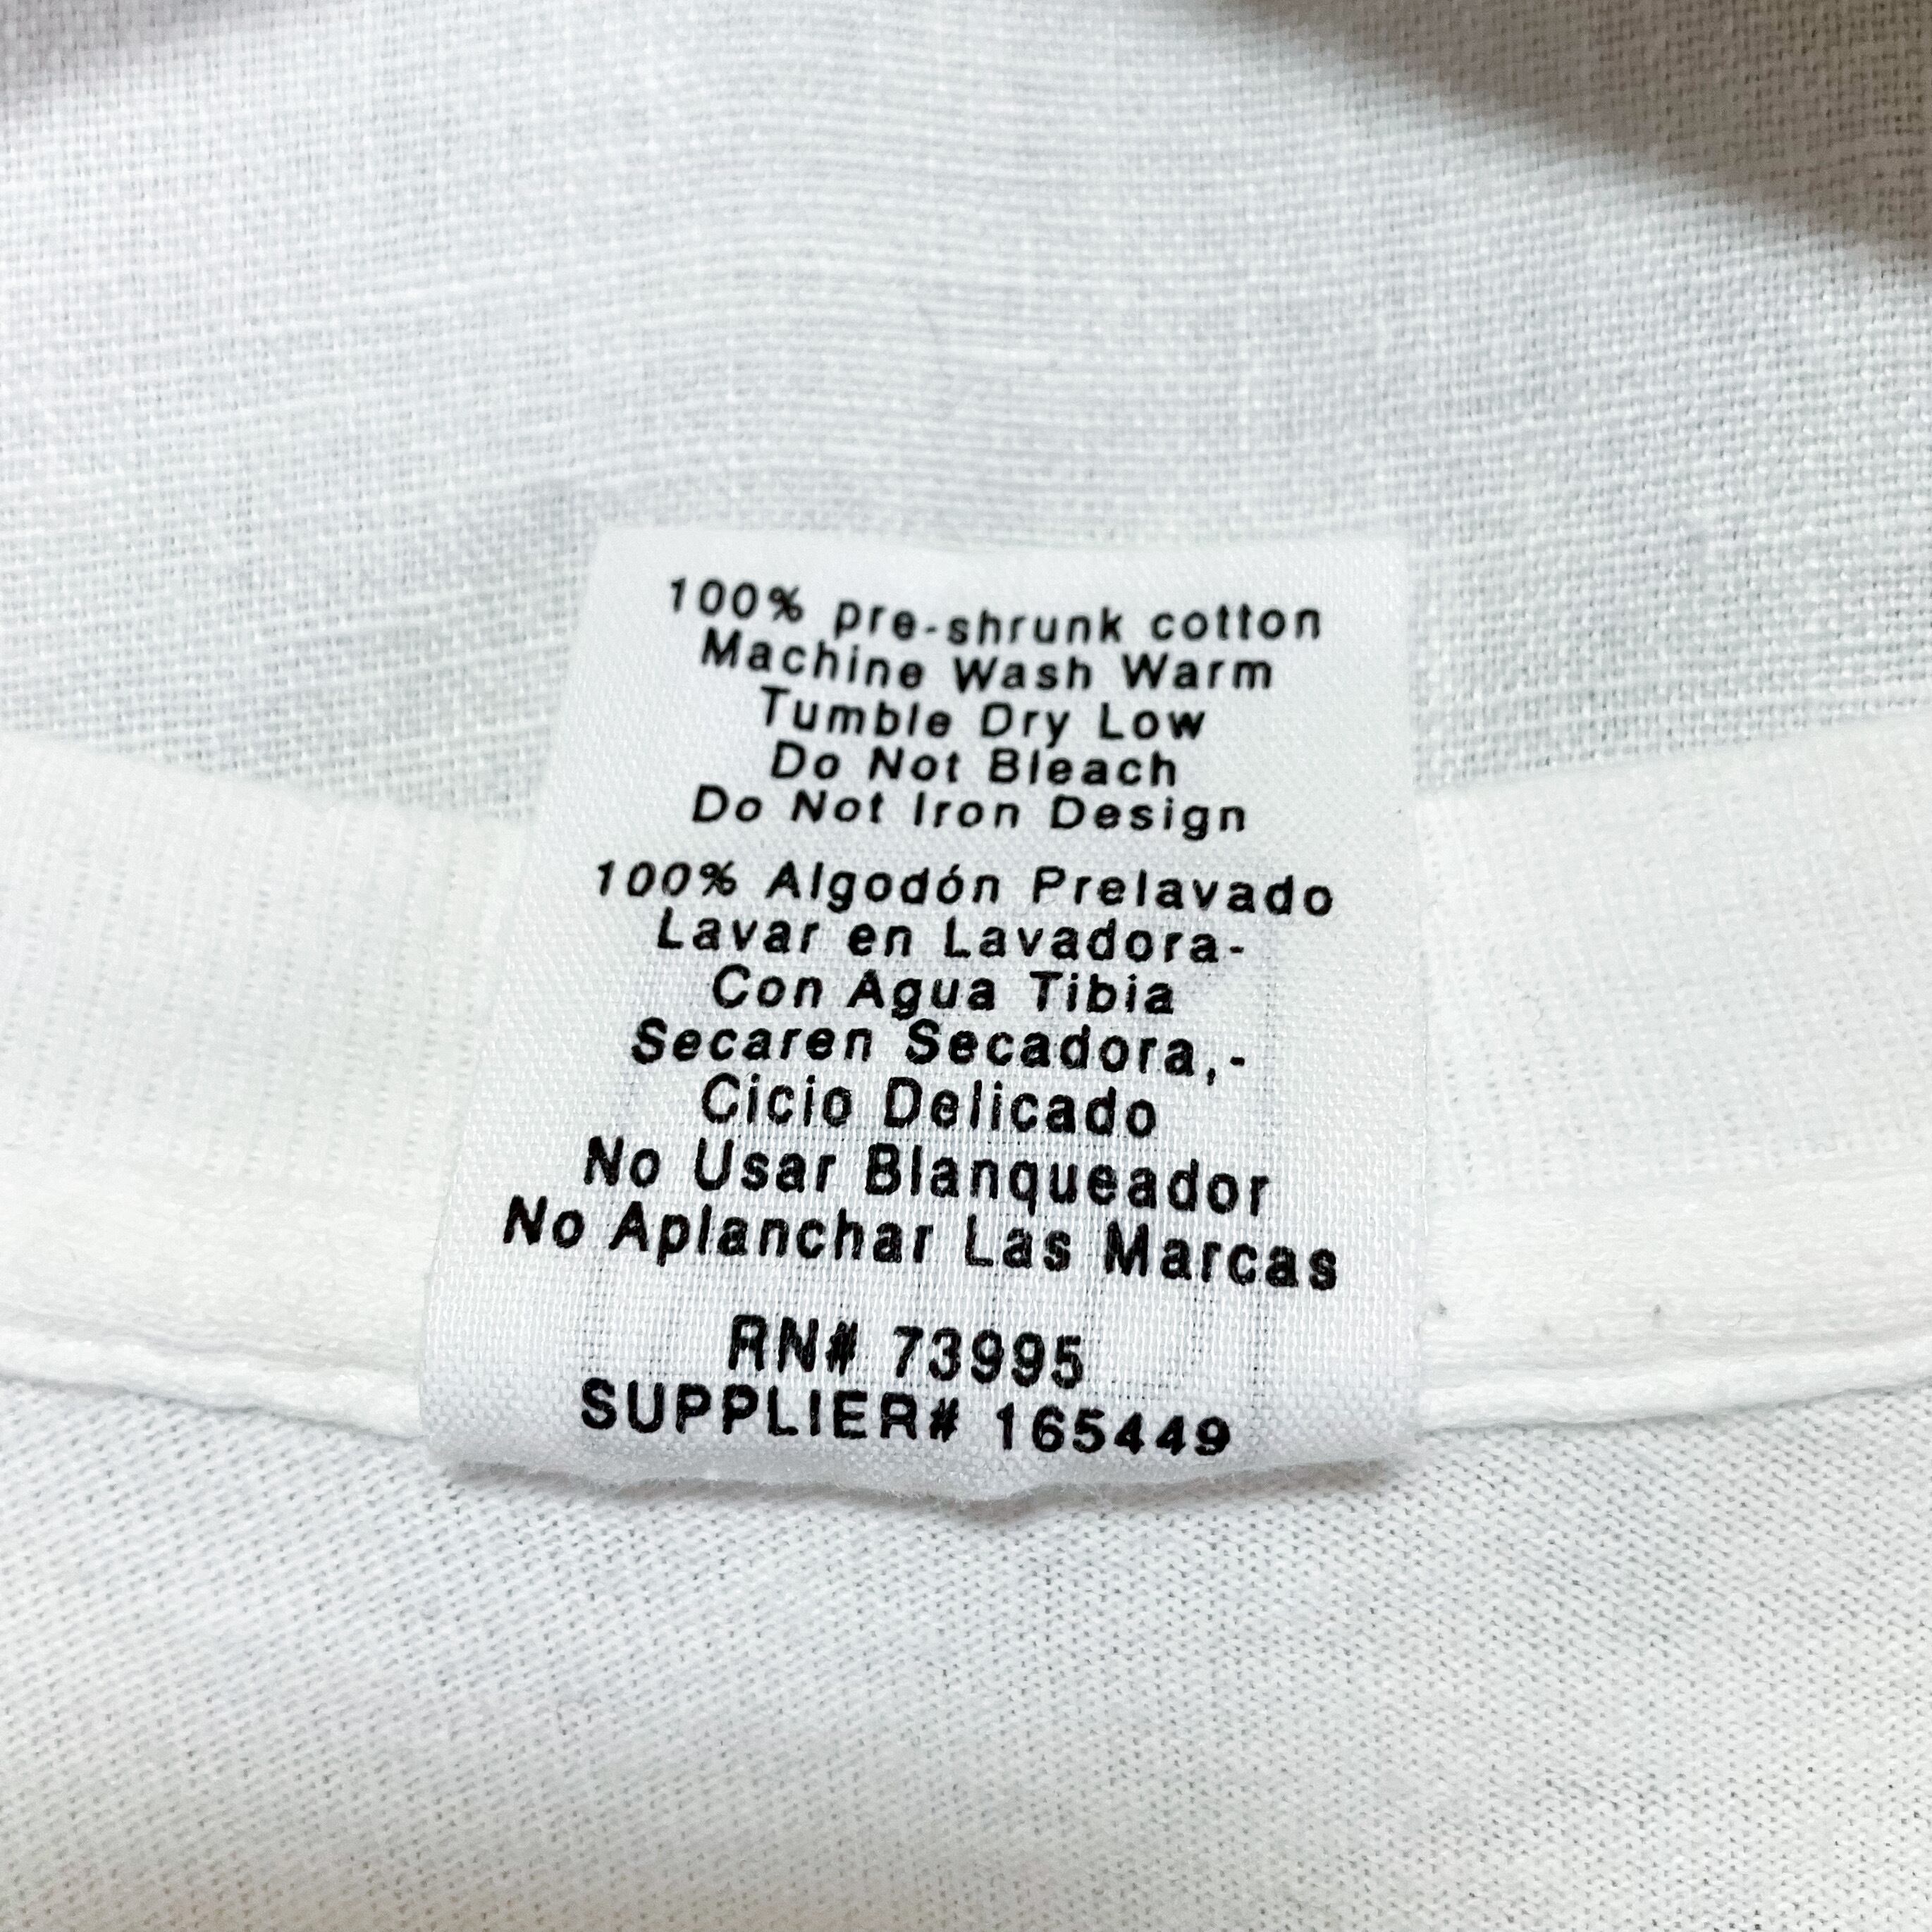 100% pre-shrunk cotton
Machine Wash Warm
Tumble Dry Low
Do Not Bleach
Do Not Iron Design
100% Algodón Prelavado
Lavar en Lavadora-
Con Agua Tibia
Secaren Secadora,-
Cicio Delicado
No Usar Blanqueador
No Aplanchar Las Marcas
RN# 73995
SUPPLIER# 165449